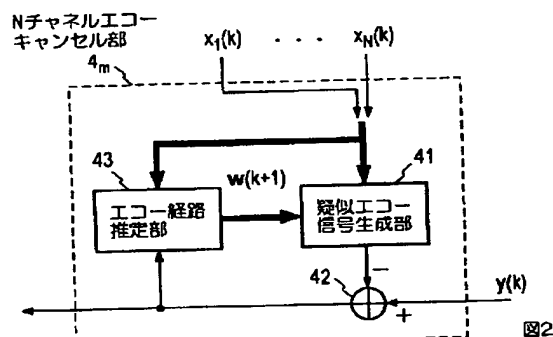 Nチャネルエコー
キャンセル部
4m
x1(k) · · · · xN(k)
43
w(k+1)
41
エコー経路
推定部
疑似エコー
信号生成部
42
−
+
y(k)
図2